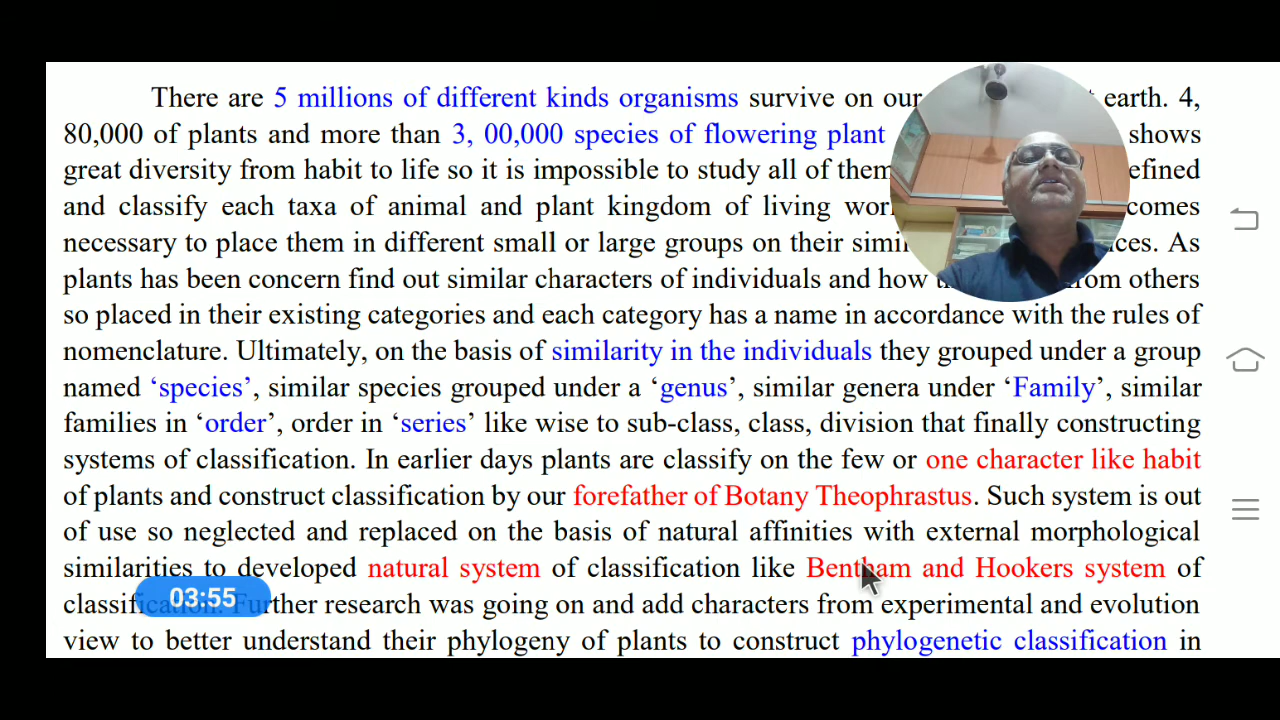 There are 5 millions of different kinds organisms survive on our earth. 4,
80,000 of plants and more than 3, 00,000 species of flowering plant shows
great diversity from habit to life so it is impossible to study all of them
and classify each taxa of animal and plant kingdom of living
necessary to place them in different small or large groups on their As
plants has been concern find out similar characters of individuals and how from others
so placed in their existing categories and each category has a name in accordance with the rules of
nomenclature. Ultimately, on the basis of similarity in the individuals they grouped under a group
named ‘species’, similar species grouped under a ‘genus’, similar genera under ‘Family’, similar
families in ‘order’, order in ‘series’ like wise to sub-class, class, division that finally constructing
systems of classification. In earlier days plants are classify on the few or one character like habit
of plants and construct classification by our forefather of Botany Theophrastus. Such system is out
of use so neglected and replaced on the basis of natural affinities with external morphological
similarities to developed natural system of classification like Bentham and Hookers system of
03:55 Further research was going on and add characters from experimental and evolution
view to better understand their phylogeny of plants to construct phylogenetic classification in